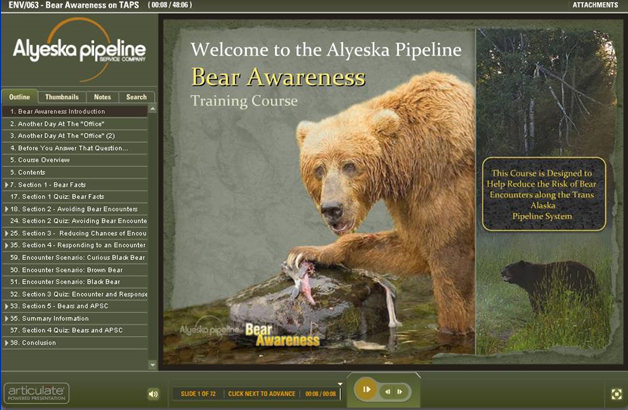 ENV/063 - Bear Awareness on TAPS ( 00:08 / 48:06 )
ATTACHMENTS
Alyeska pipeline
SERVICE COMPANY
Outline Thumbnails Notes Search
1. Bear Awareness Introduction
2. Another Day At The "Office"
3. Another Day At The "Office" (2)
4. Before You Answer That Question...
5. Course Overview
6. Contents
7. Section 1 - Bear Facts
17. Section 1 Quiz: Bear Facts
18. Section 2 - Avoiding Bear Encounters
24. Section 2 Quiz: Avoiding Bear Encounte
25. Section 3 - Reducing Chances of Encou
35. Section 4 - Responding to an Encounter
Encounter Scenario: Curious Black Bear
Encounter Scenario: Brown Bear
Encounter Scenario: Black Bear
Section 3 Quiz: Encounter and Response
Section 5 - Bears and APSC
Summary Information
Section 4 Quiz: Bears and APSC
Conclusion
Welcome to the Alyeska Pipeline
Bear Awareness
Training Course
This Course is Designed to
Help Reduce the Risk of Bear
Encounters along the Trans
Alaska
Pipeline System
Alyeska pipeline
Bear
Awareness
articulate
POWERED PRESENTATION
SLIDE 1 OF 72 CLICK NEXT TO ADVANCE 00:08 / 00:08